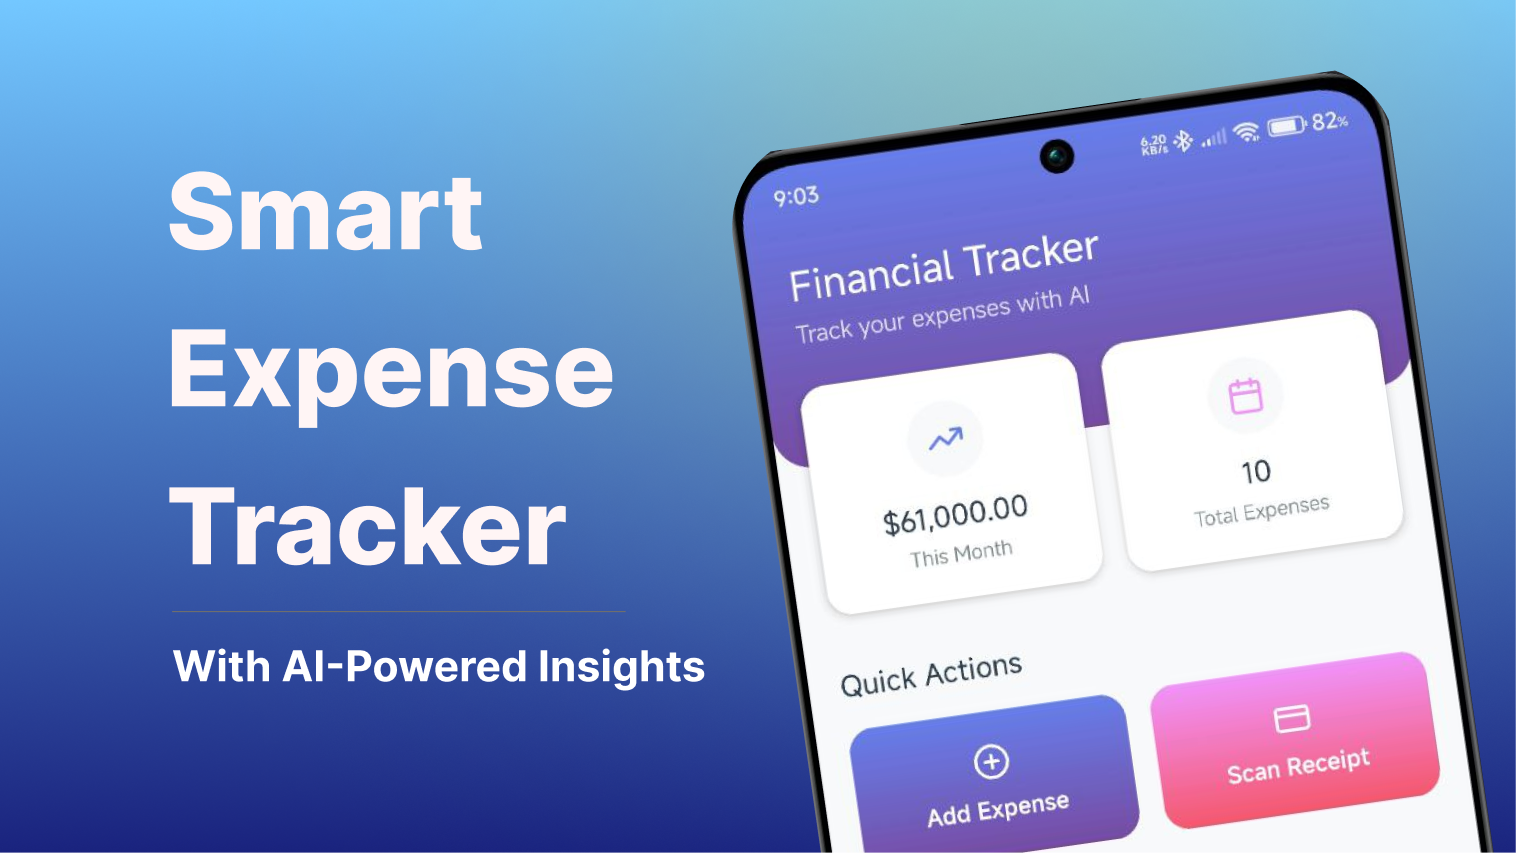 Smart
Expense
Tracker
With AI-Powered Insights
9:03
6.20
KB/s
82%
Financial Tracker
Track your expenses with AI
$61,000.00
This Month
10
Total Expenses
Quick Actions
Add Expense
Scan Receipt